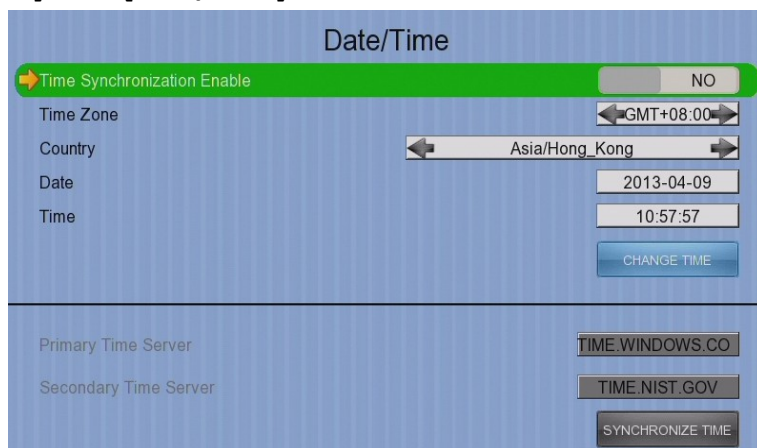 Date/Time
Time Synchronization Enable NO
Time Zone GMT+08:00
Country Asia/Hong_Kong
Date 2013-04-09
Time 10:57:57
CHANGE TIME
Primary Time Server TIME.WINDOWS.CO
Secondary Time Server TIME.NIST.GOV
SYNCHRONIZE TIME